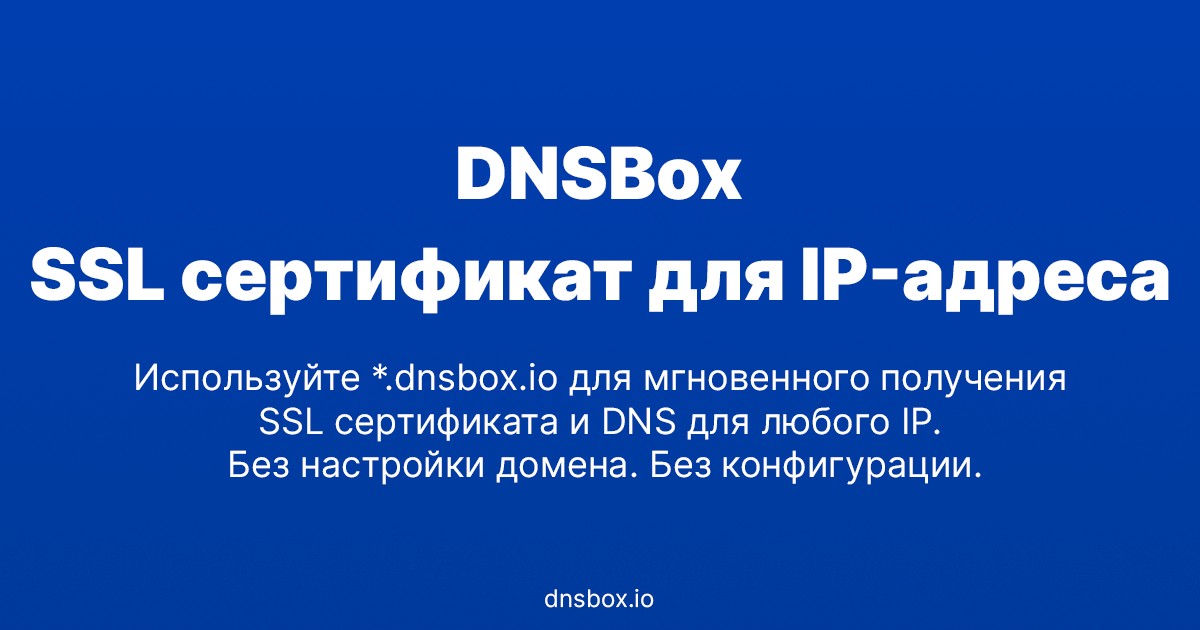 DNSBox
SSL сертификат для IP-адреса
Используйте *.dnsbox.io для мгновенного получения
SSL сертификата и DNS для любого IP.
Без настройки домена. Без конфигурации.
dnsbox.io